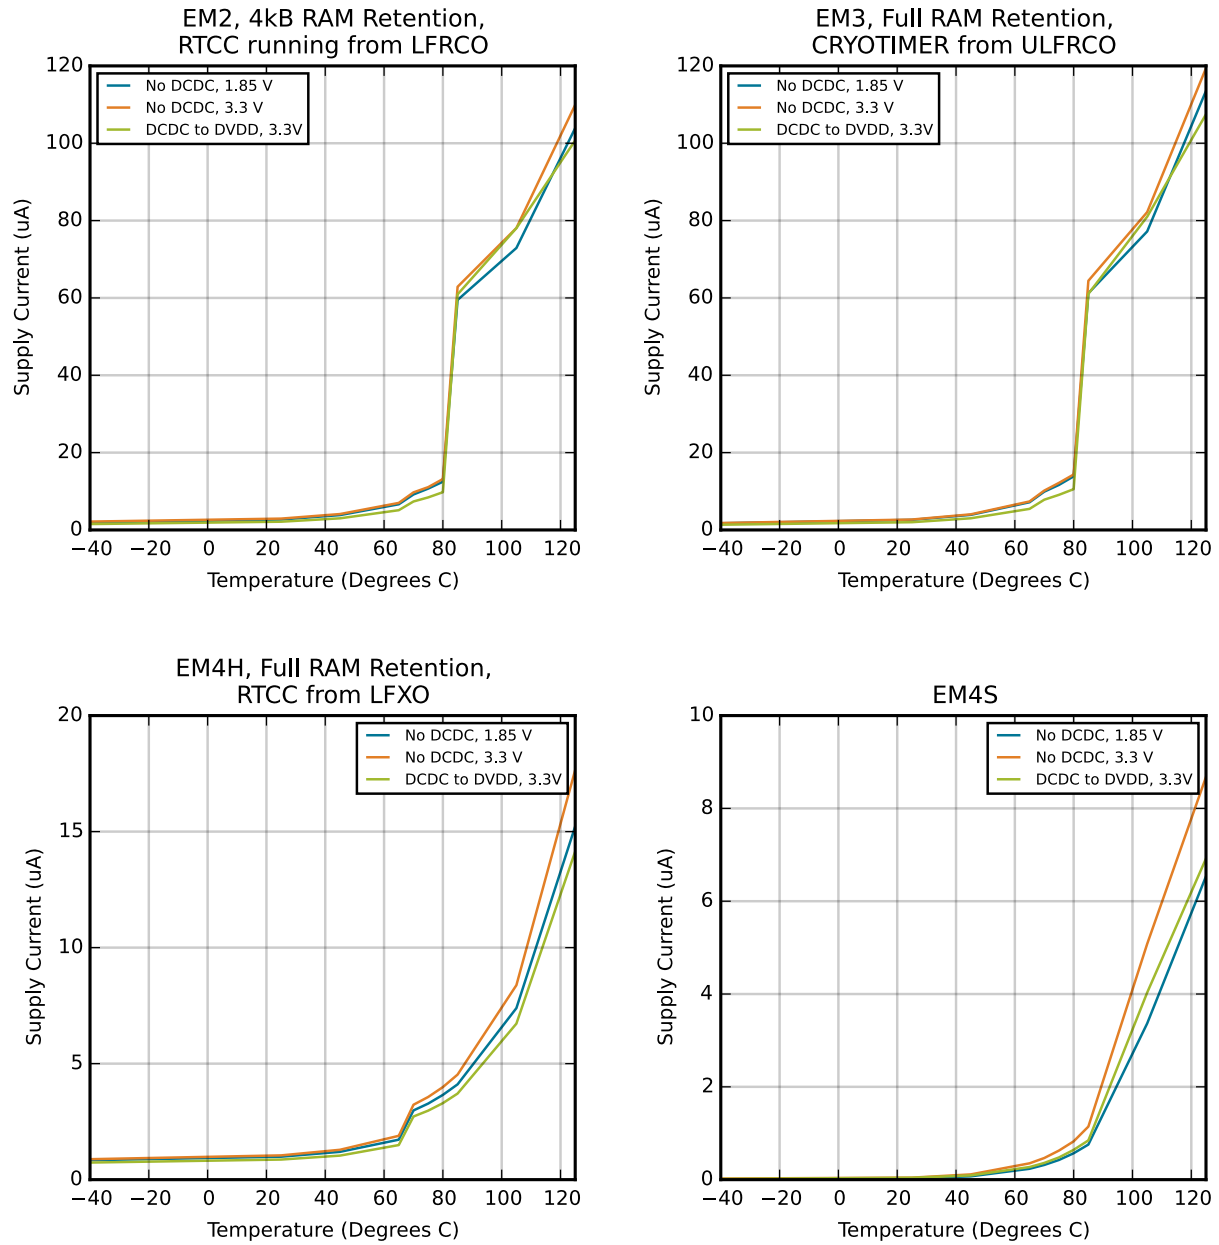 EM2, 4kB RAM Retention,
RTCC running from LFRCO
120
100
80
60
40
20
0
Supply Current (uA)
No DCDC, 1.85 V
No DCDC, 3.3 V
DCDC to DVDD, 3.3V
−40 −20 0 20 40 60 80 100 120
Temperature (Degrees C)
EM3, Full RAM Retention,
CRYOTIMER from ULFRCO
120
100
80
60
40
20
0
Supply Current (uA)
No DCDC, 1.85 V
No DCDC, 3.3 V
DCDC to DVDD, 3.3V
−40 −20 0 20 40 60 80 100 120
Temperature (Degrees C)
EM4H, Full RAM Retention,
RTCC from LFXO
20
15
10
5
0
Supply Current (uA)
No DCDC, 1.85 V
No DCDC, 3.3 V
DCDC to DVDD, 3.3V
−40 −20 0 20 40 60 80 100 120
Temperature (Degrees C)
EM4S
10
8
6
4
2
0
Supply Current (uA)
No DCDC, 1.85 V
No DCDC, 3.3 V
DCDC to DVDD, 3.3V
−40 −20 0 20 40 60 80 100 120
Temperature (Degrees C)